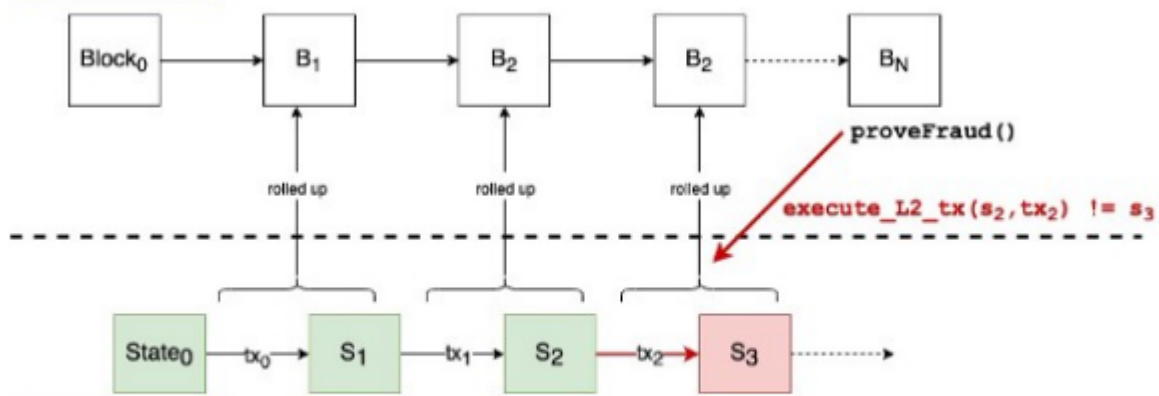 Block₀ B₁ B₂ B₂ B_N
proveFraud()
rolled up rolled up rolled up
execute_L2_tx(s₂,tx₂) != s₃
State₀ tx₀ S₁ tx₁ S₂ tx₂ S₃